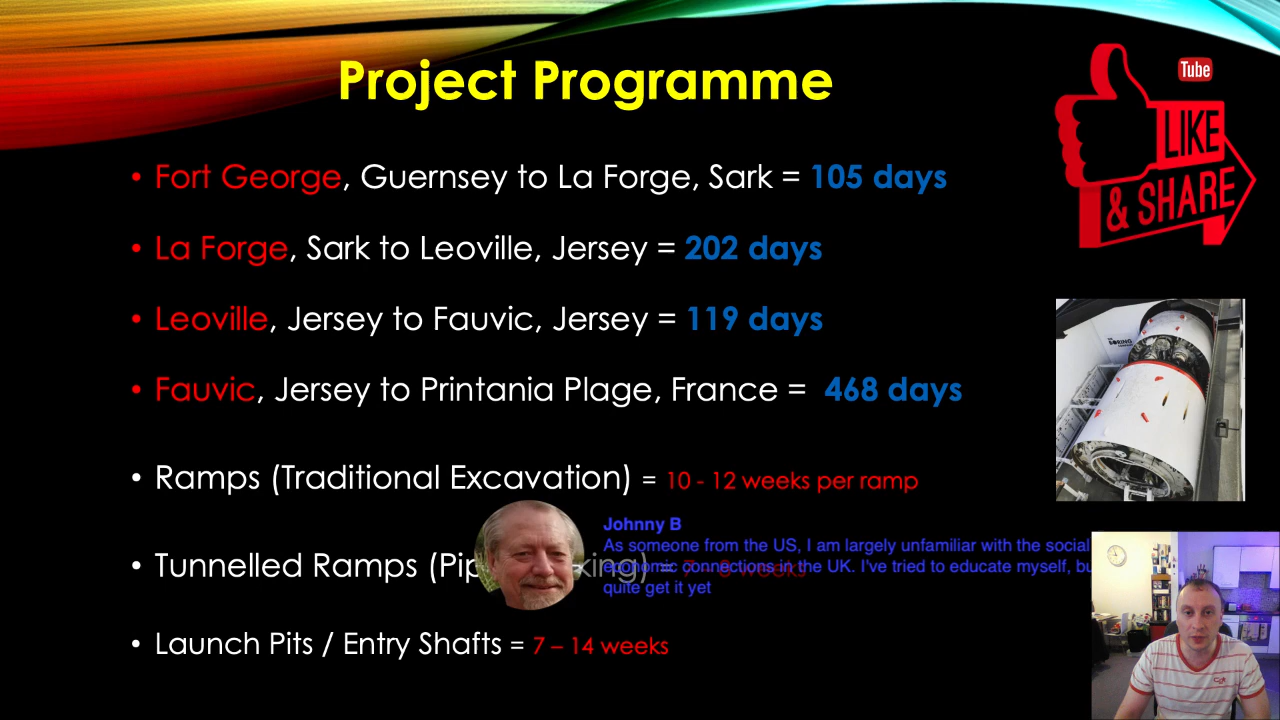 Project Programme
Tube
LIKE
& SHARE
• Fort George, Guernsey to La Forge, Sark = 105 days
• La Forge, Sark to Leoville, Jersey = 202 days
• Leoville, Jersey to Fauvic, Jersey = 119 days
• Fauvic, Jersey to Printania Plage, France = 468 days
BORING
• Ramps (Traditional Excavation) = 10 - 12 weeks per ramp
Johnny B
As someone from the US, I am largely unfamiliar with the social
economic connections in the UK. I've tried to educate myself, bu
quite get it yet
• Tunnelled Ramps (Pip king) = weeks
• Launch Pits / Entry Shafts = 7 – 14 weeks